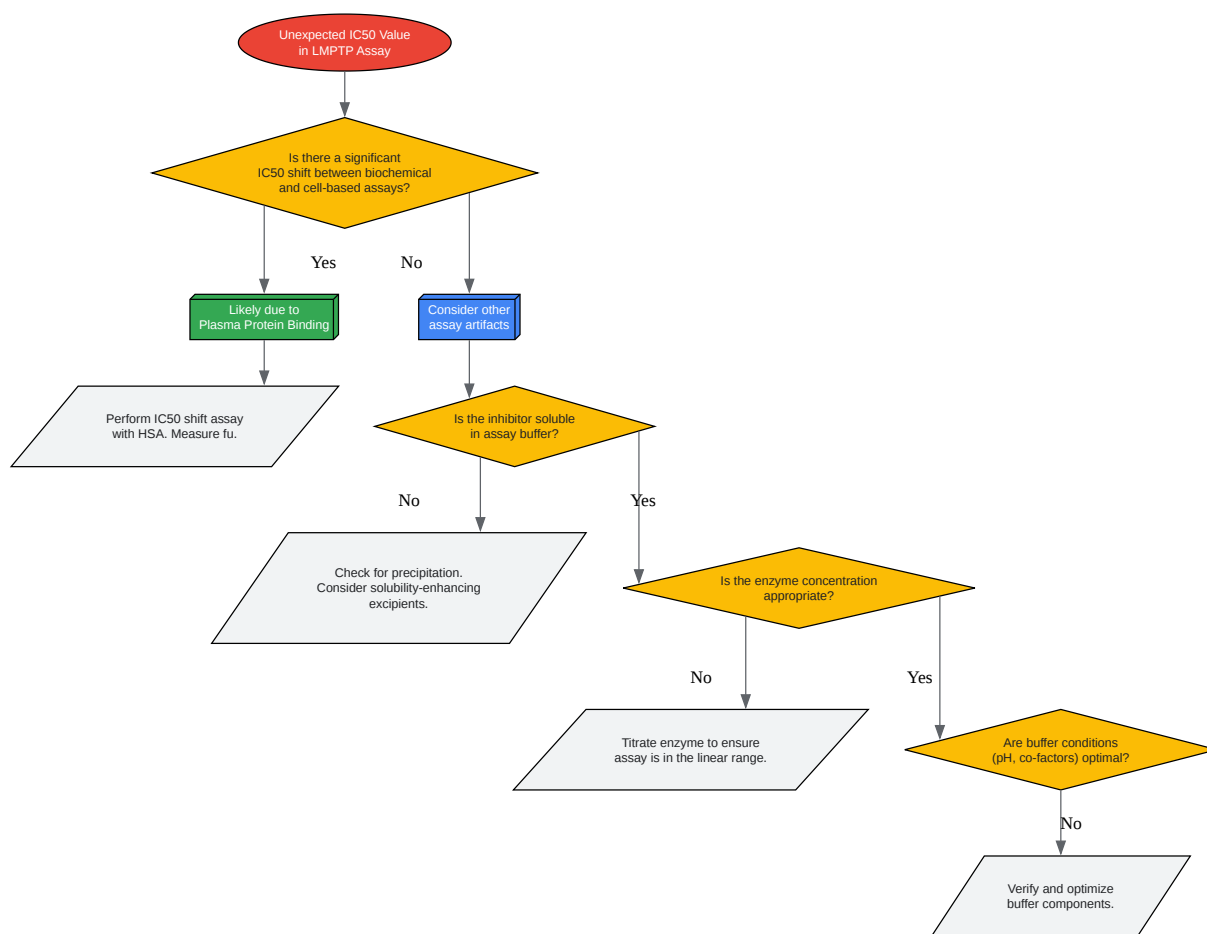 Unexpected IC50 Value
in LMPTP Assay
Is there a significant
IC50 shift between biochemical
and cell-based assays?
Yes
No
Likely due to
Plasma Protein Binding
Consider other
assay artifacts
Perform IC50 shift assay
with HSA. Measure fu.
Is the inhibitor soluble
in assay buffer?
No
Yes
Check for precipitation.
Consider solubility-enhancing
excipients.
Is the enzyme concentration
appropriate?
No
Yes
Titrate enzyme to ensure
assay is in the linear range.
Are buffer conditions
(pH, co-factors) optimal?
No
Verify and optimize
buffer components.